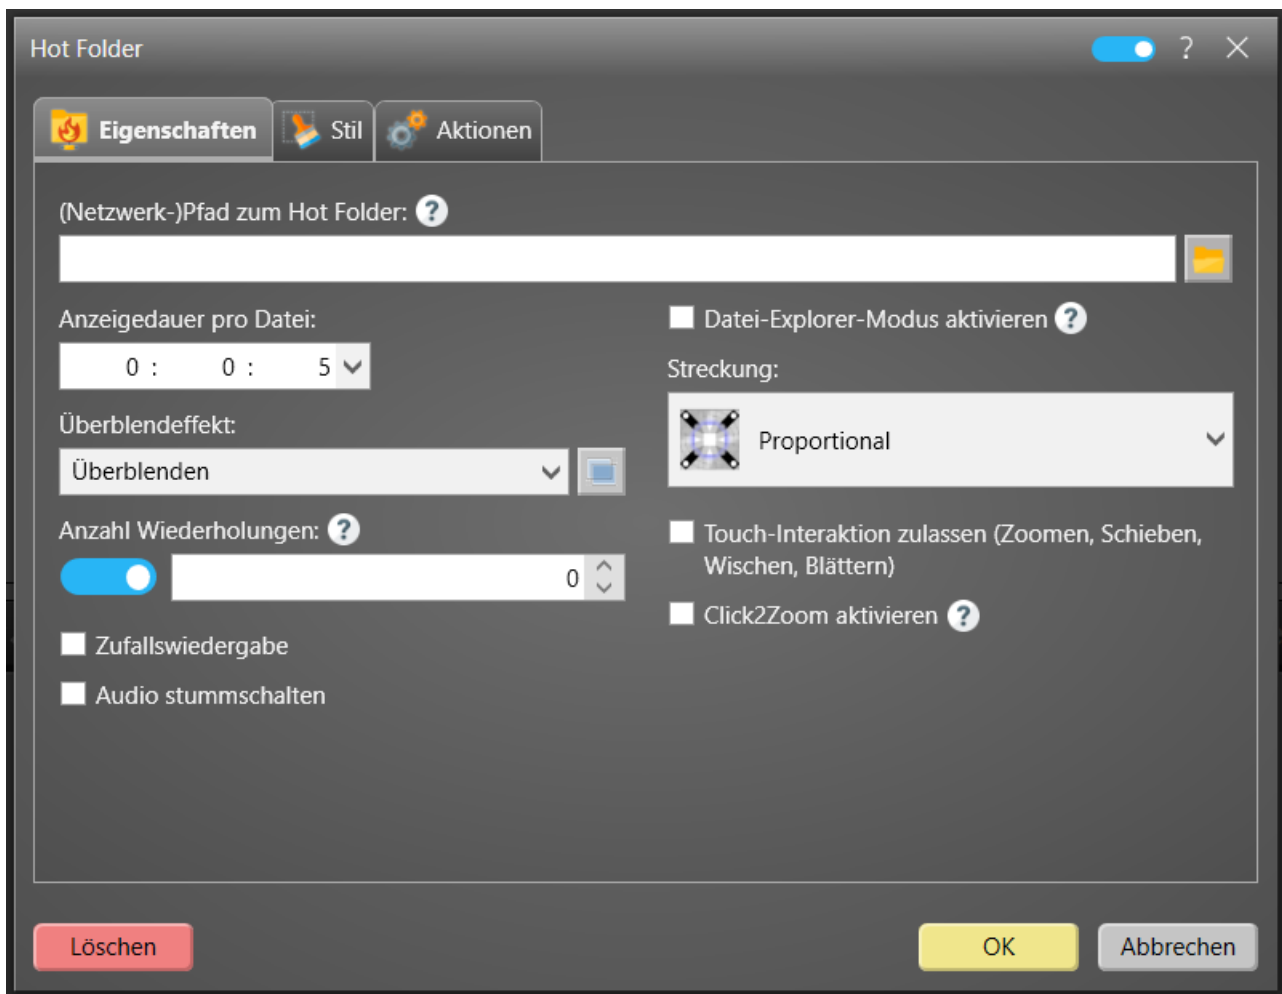 Hot Folder
?
Eigenschaften
Stil
Aktionen
(Netzwerk-)Pfad zum Hot Folder: ?
Anzeigedauer pro Datei:
0 : 0 : 5
Überblendeffekt:
Überblenden
Anzahl Wiederholungen: ?
0
Zufallswiedergabe
Audio stummschalten
Datei-Explorer-Modus aktivieren ?
Streckung:
Proportional
Touch-Interaktion zulassen (Zoomen, Schieben,
Wischen, Blättern)
Click2Zoom aktivieren ?
Löschen
OK
Abbrechen